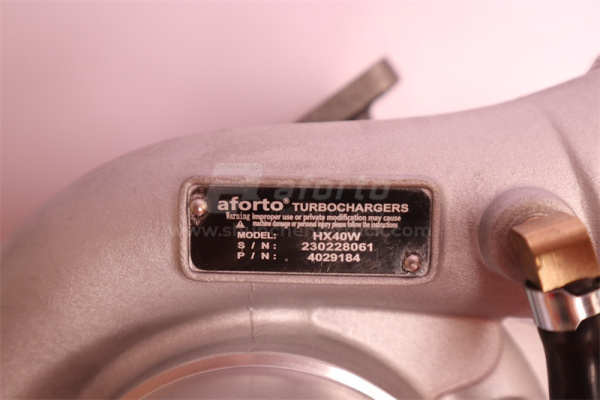 aforto® TURBOCHARGERS
Warning Improper use or private modification may cause
machine damage or personal injury please follow the instructions
MODEL: HX40W
S / N: 230228061
P / N: 4029184
aforto